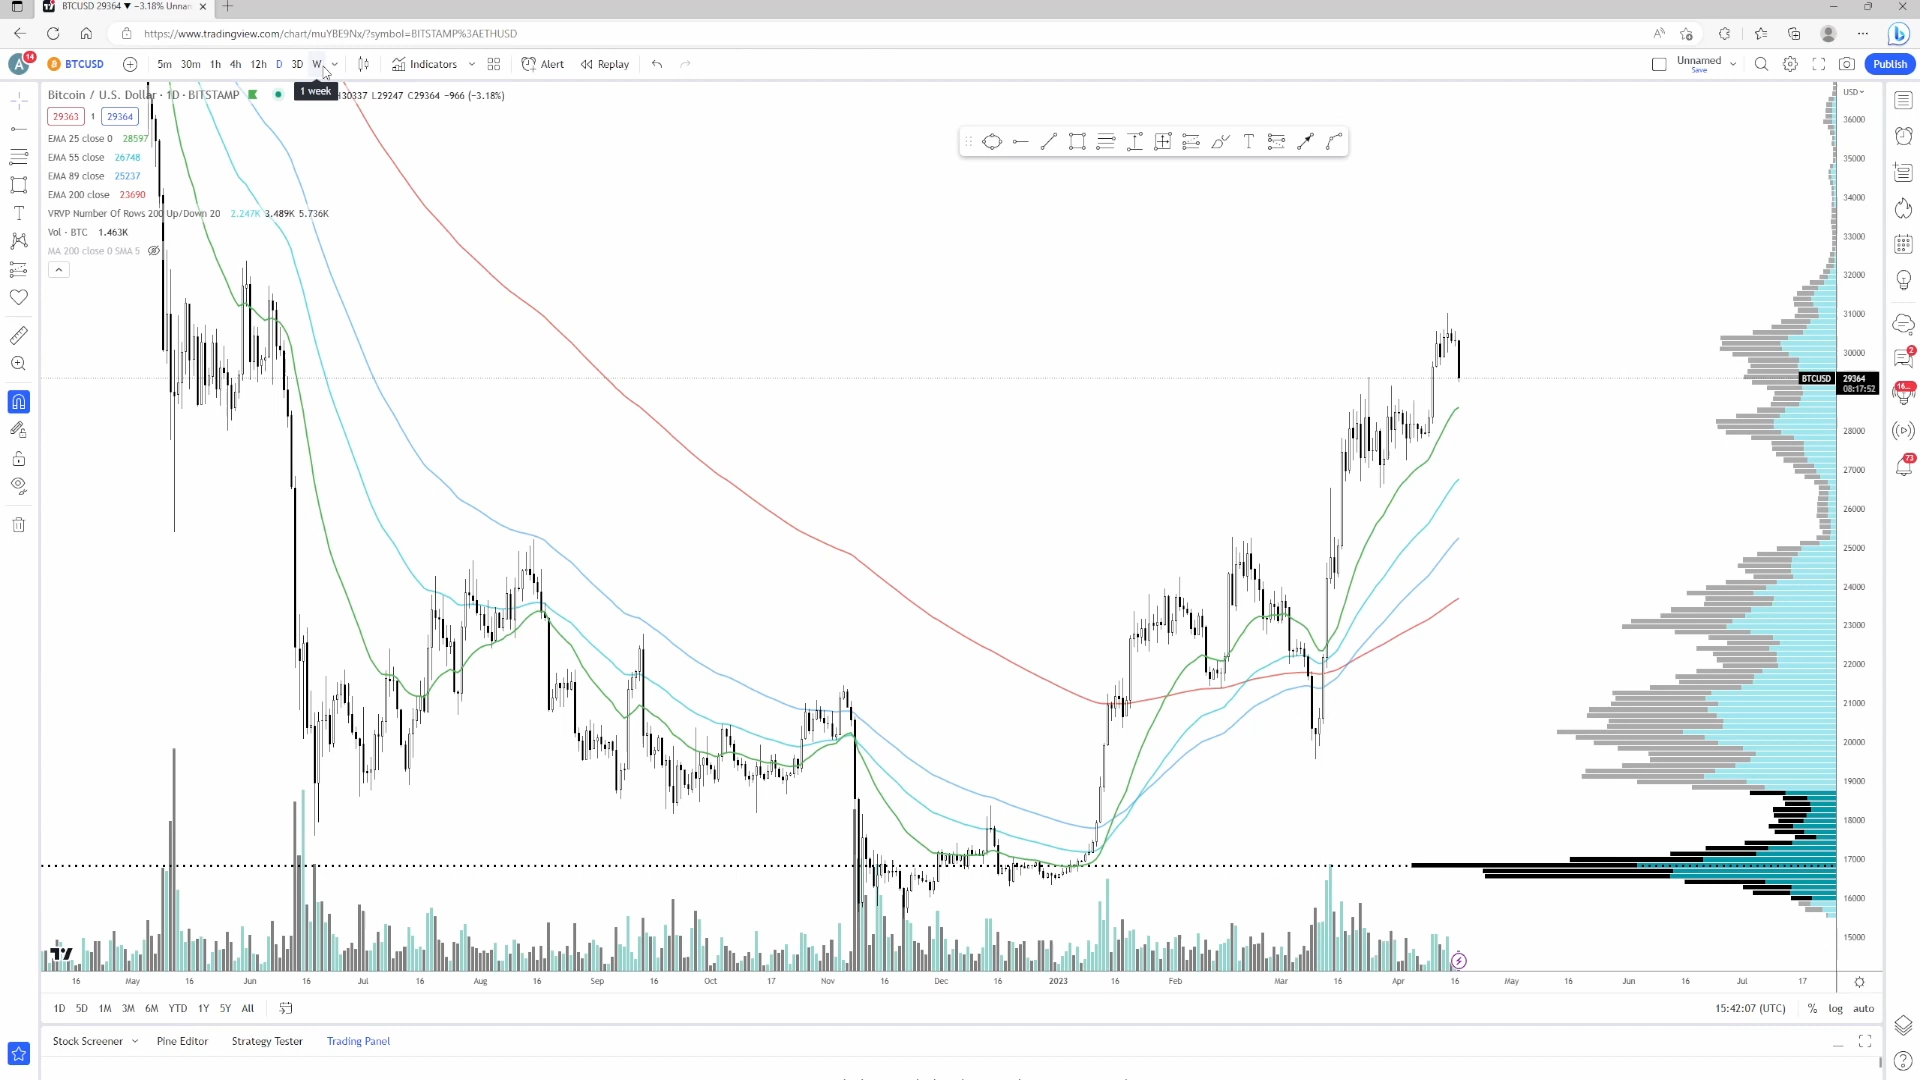 BTCUSD 29364 ▼ −3.18% Unnan
https://www.tradingview.com/chart/muYBE9Nx/?symbol=BITSTAMP%3AETHUSD
A 14 BTCUSD 5m 30m 1h 4h 12h D 3D W Indicators Alert Replay Unnamed Save Publish
1 week
Bitcoin / U.S. Dollar · 1D · BITSTAMP H30337 L29247 C29364 −966 (−3.18%)
29363 1 29364
EMA 25 close 0 28597
EMA 55 close 26748
EMA 89 close 25237
EMA 200 close 23690
VRVP Number Of Rows 200 Up/Down 20 2.247K 3.489K 5.736K
Vol · BTC 1.463K
MA 200 close 0 SMA 5
USD
36000
35000
34000
33000
32000
31000
30000
BTCUSD 29364
08:17:52
28000
27000
26000
25000
24000
23000
22000
21000
20000
19000
18000
17000
16000
15000
2
16...
73
16 May 16 Jun 16 Jul 16 Aug 16 Sep 16 Oct 17 Nov 16 Dec 16 2023 16 Feb Mar 16 Apr 16 May 16 Jun 16 Jul 17
1D 5D 1M 3M 6M YTD 1Y 5Y All 15:42:07 (UTC) % log auto
Stock Screener Pine Editor Strategy Tester Trading Panel